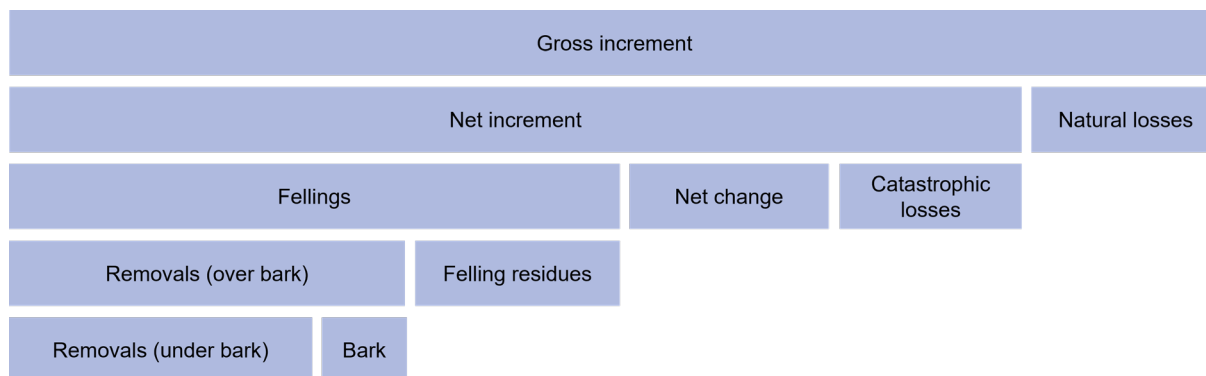 Gross increment
Net increment
Natural losses
Fellings
Net change
Catastrophic
losses
Removals (over bark)
Felling residues
Removals (under bark)
Bark